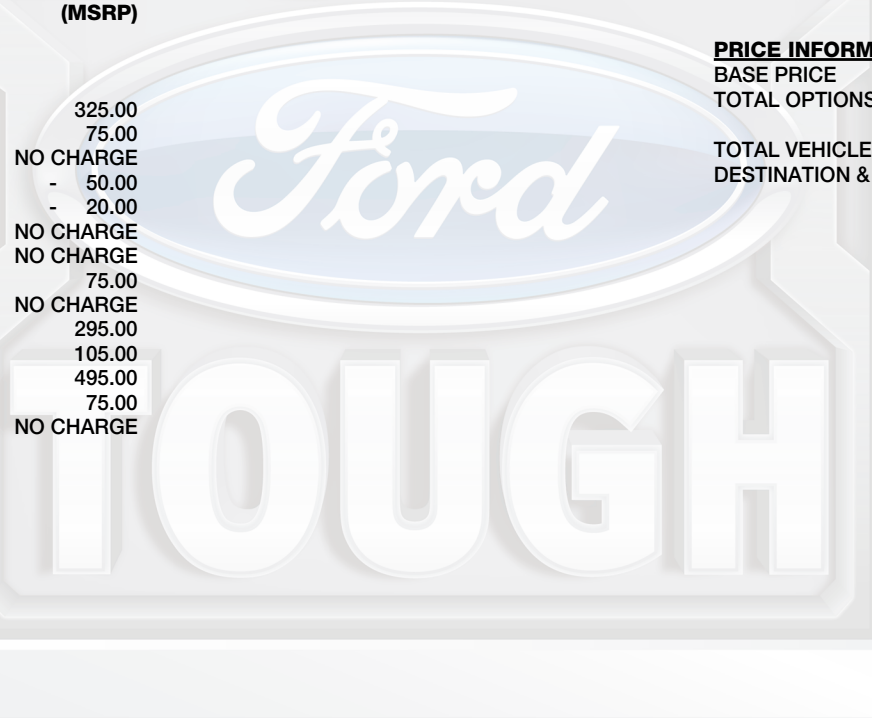 (MSRP)
325.00
75.00
NO CHARGE
- 50.00
- 20.00
NO CHARGE
NO CHARGE
75.00
NO CHARGE
295.00
105.00
495.00
75.00
NO CHARGE
PRICE INFORM
BASE PRICE
TOTAL OPTIONS
TOTAL VEHICLE
DESTINATION &
Ford
TOUGH